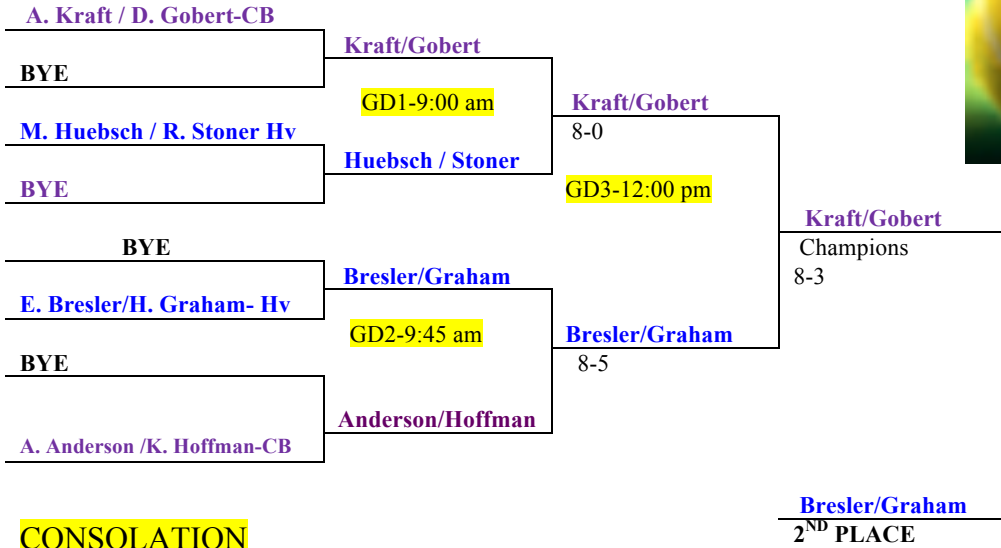 A. Kraft / D. Gobert-CB
Kraft/Gobert
BYE
GD1-9:00 am
Kraft/Gobert
8-0
M. Huebsch / R. Stoner Hv
Huebsch / Stoner
BYE
GD3-12:00 pm
Kraft/Gobert
Champions
8-3
BYE
Bresler/Graham
E. Bresler/H. Graham- Hv
GD2-9:45 am
Bresler/Graham
8-5
BYE
Anderson/Hoffman
A. Anderson /K. Hoffman-CB
Bresler/Graham
2ND PLACE
CONSOLATION